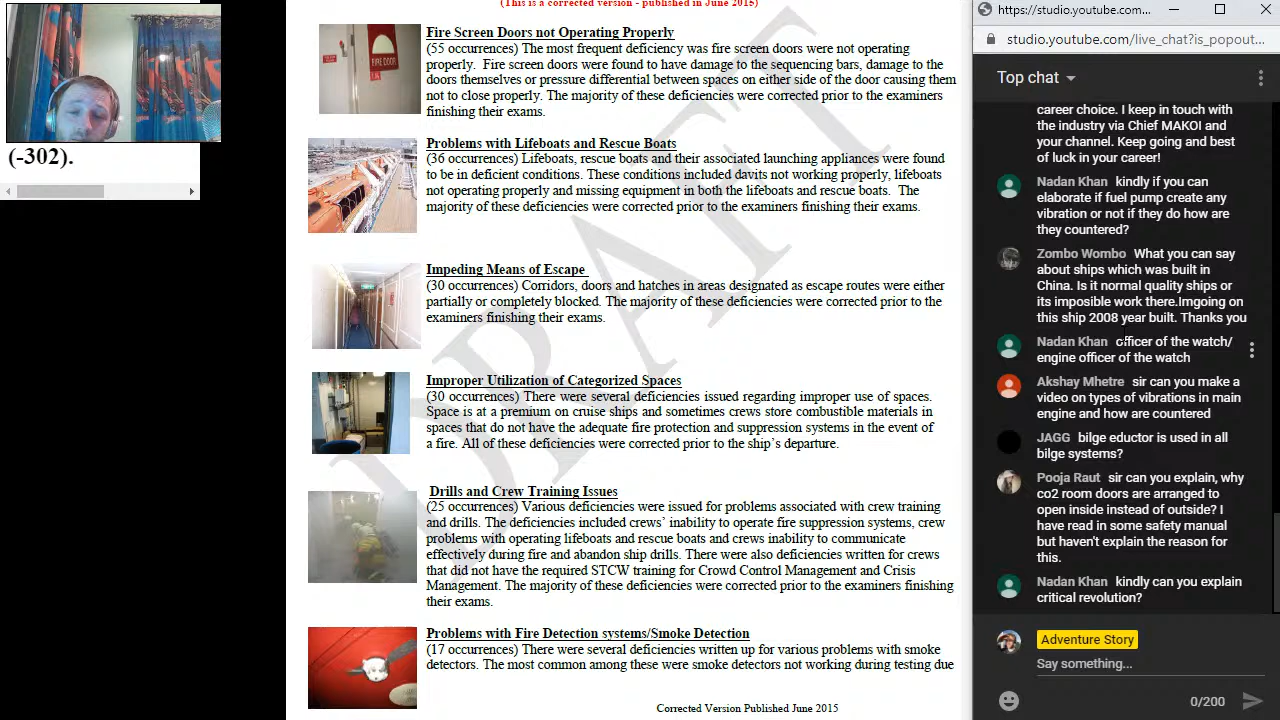 (This is a corrected version - published in June 2015)
Fire Screen Doors not Operating Properly
(55 occurrences) The most frequent deficiency was fire screen doors were not operating
properly.  Fire screen doors were found to have damage to the sequencing bars, damage to the
doors themselves or pressure differential between spaces on either side of the door causing them
not to close properly. The majority of these deficiencies were corrected prior to the examiners
finishing their exams.
FIRE DOOR
(-302).
Problems with Lifeboats and Rescue Boats
(36 occurrences) Lifeboats, rescue boats and their associated launching appliances were found
to be in deficient conditions. These conditions included davits not working properly, lifeboats
not operating properly and missing equipment in both the lifeboats and rescue boats.  The
majority of these deficiencies were corrected prior to the examiners finishing their exams.
Impeding Means of Escape
(30 occurrences) Corridors, doors and hatches in areas designated as escape routes were either
partially or completely blocked. The majority of these deficiencies were corrected prior to the
examiners finishing their exams.
Improper Utilization of Categorized Spaces
(30 occurrences) There were several deficiencies issued regarding improper use of spaces.
Space is at a premium on cruise ships and sometimes crews store combustible materials in
spaces that do not have the adequate fire protection and suppression systems in the event of
a fire. All of these deficiencies were corrected prior to the ship's departure.
Drills and Crew Training Issues
(25 occurrences) Various deficiencies were issued for problems associated with crew training
and drills. The deficiencies included crews' inability to operate fire suppression systems, crew
problems with operating lifeboats and rescue boats and crews inability to communicate
effectively during fire and abandon ship drills. There were also deficiencies written for crews
that did not have the required STCW training for Crowd Control Management and Crisis
Management. The majority of these deficiencies were corrected prior to the examiners finishing
their exams.
Problems with Fire Detection systems/Smoke Detection
(17 occurrences) There were several deficiencies written up for various problems with smoke
detectors. The most common among these were smoke detectors not working during testing due
Corrected Version Published June 2015
DRAFT
https://studio.youtube.com...
studio.youtube.com/live_chat?is_popout...
Top chat
career choice. I keep in touch with
the industry via Chief MAKOI and
your channel. Keep going and best
of luck in your career!
Nadan Khan kindly if you can
elaborate if fuel pump create any
vibration or not if they do how are
they countered?
Zombo Wombo What you can say
about ships which was built in
China. Is it normal quality ships or
its imposible work there.Imgoing on
this ship 2008 year built. Thanks you
Nadan Khan officer of the watch/
engine officer of the watch
Akshay Mhetre sir can you make a
video on types of vibrations in main
engine and how are countered
JAGG bilge eductor is used in all
bilge systems?
Pooja Raut sir can you explain, why
co2 room doors are arranged to
open inside instead of outside? I
have read in some safety manual
but haven't explain the reason for
this.
Nadan Khan kindly can you explain
critical revolution?
Adventure Story
Say something...
0/200